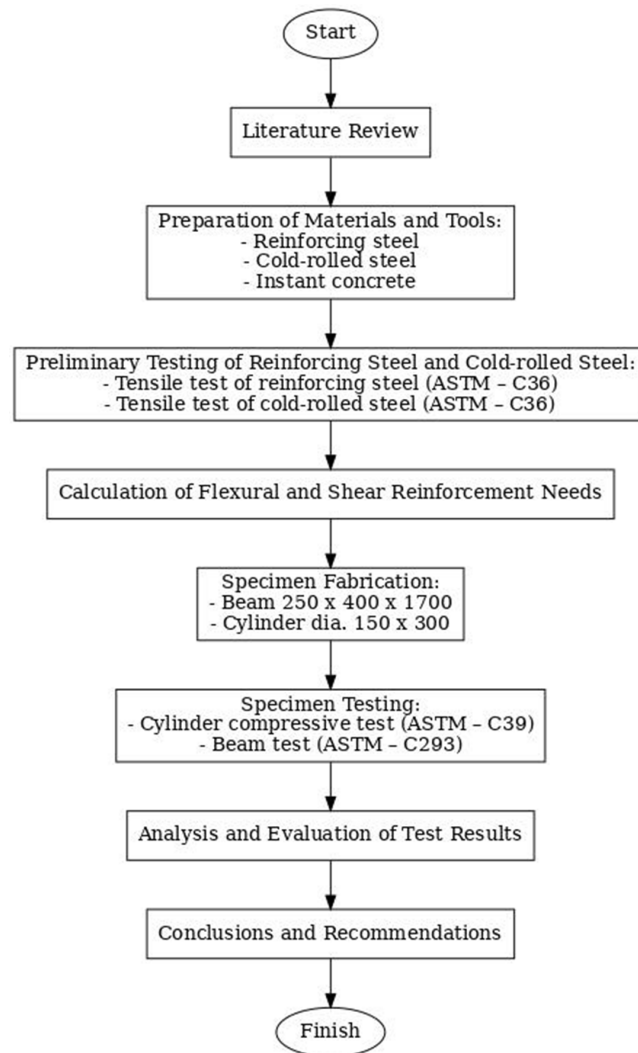 Start
Literature Review
Preparation of Materials and Tools:
- Reinforcing steel
- Cold-rolled steel
- Instant concrete
Preliminary Testing of Reinforcing Steel and Cold-rolled Steel:
- Tensile test of reinforcing steel (ASTM – C36)
- Tensile test of cold-rolled steel (ASTM – C36)
Calculation of Flexural and Shear Reinforcement Needs
Specimen Fabrication:
- Beam 250 x 400 x 1700
- Cylinder dia. 150 x 300
Specimen Testing:
- Cylinder compressive test (ASTM – C39)
- Beam test (ASTM – C293)
Analysis and Evaluation of Test Results
Conclusions and Recommendations
Finish